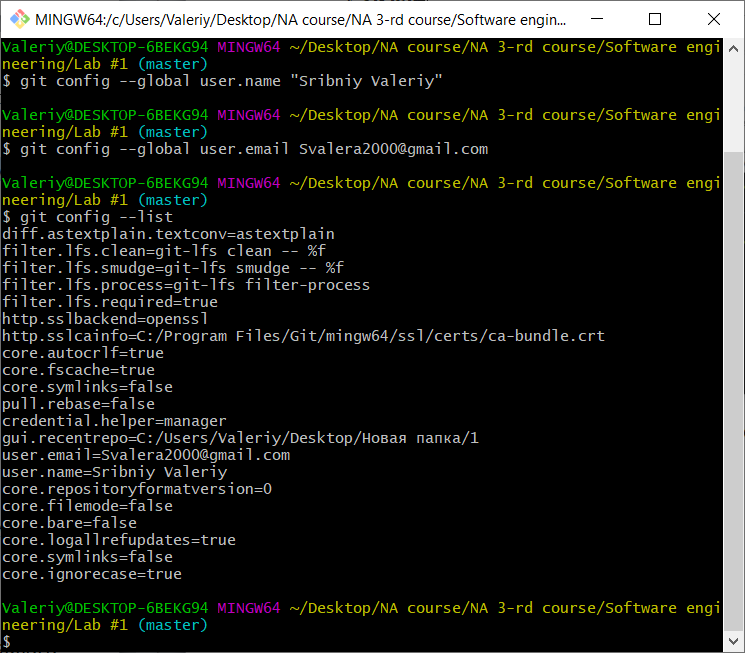 MINGW64:/c/Users/Valeriy/Desktop/NA course/NA 3-rd course/Software engin...
Valeriy@DESKTOP-6BEKG94 MINGW64 ~/Desktop/NA course/NA 3-rd course/Software engi
neering/Lab #1 (master)
$ git config --global user.name "Sribniy Valeriy"
Valeriy@DESKTOP-6BEKG94 MINGW64 ~/Desktop/NA course/NA 3-rd course/Software engi
neering/Lab #1 (master)
$ git config --global user.email Svalera2000@gmail.com
Valeriy@DESKTOP-6BEKG94 MINGW64 ~/Desktop/NA course/NA 3-rd course/Software engi
neering/Lab #1 (master)
$ git config --list
diff.astextplain.textconv=astextplain
filter.lfs.clean=git-lfs clean -- %f
filter.lfs.smudge=git-lfs smudge -- %f
filter.lfs.process=git-lfs filter-process
filter.lfs.required=true
http.sslbackend=openssl
http.sslcainfo=C:/Program Files/Git/mingw64/ssl/certs/ca-bundle.crt
core.autocrlf=true
core.fscache=true
core.symlinks=false
pull.rebase=false
credential.helper=manager
gui.recentrepo=C:/Users/Valeriy/Desktop/Новая папка/1
user.email=Svalera2000@gmail.com
user.name=Sribniy Valeriy
core.repositoryformatversion=0
core.filemode=false
core.bare=false
core.logallrefupdates=true
core.symlinks=false
core.ignorecase=true
Valeriy@DESKTOP-6BEKG94 MINGW64 ~/Desktop/NA course/NA 3-rd course/Software engi
neering/Lab #1 (master)
$